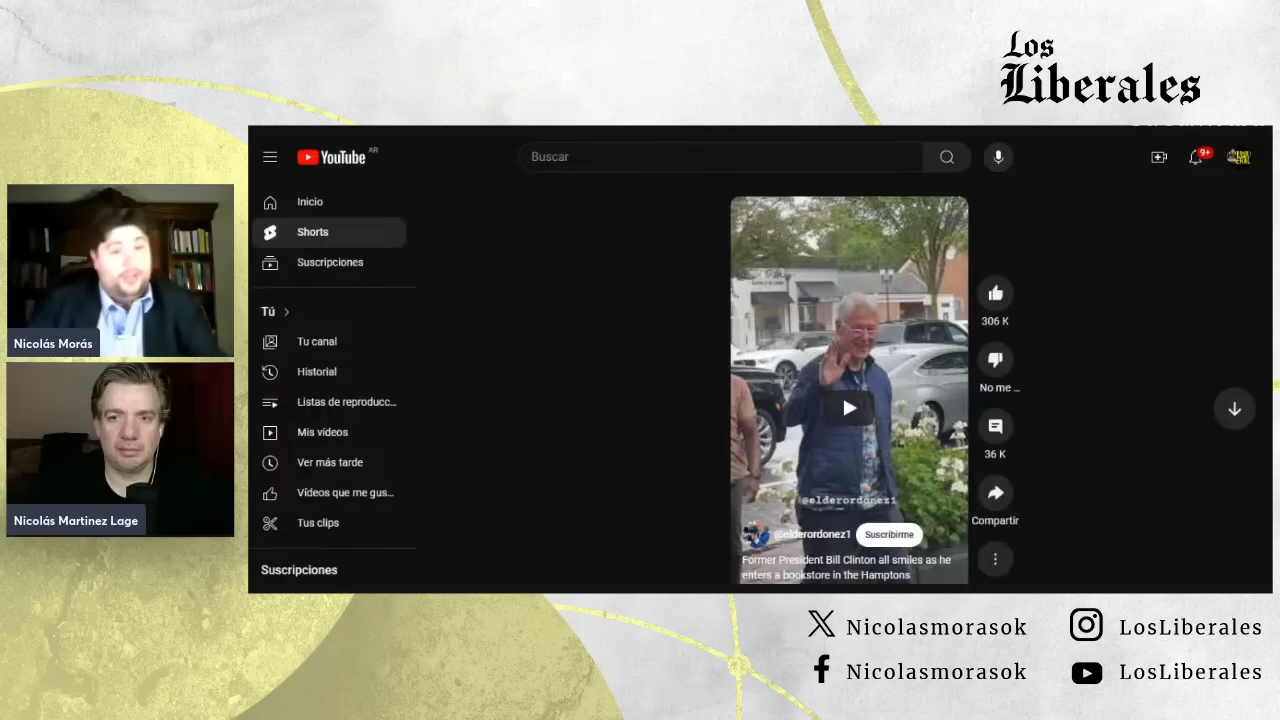 Los
Liberales
YouTube AR
Buscar
9+
Inicio
Shorts
Suscripciones
Tú
Tu canal
Historial
Listas de reproducc...
Mis vídeos
Ver más tarde
Vídeos que me gus...
Tus clips
Suscripciones
306 K
No me ...
36 K
Compartir
@elderordonez1
@elderordonez1
Suscribirme
Former President Bill Clinton all smiles as he
enters a bookstore in the Hamptons
Nicolás Morás
Nicolás Martinez Lage
Nicolasmorasok
LosLiberales
Nicolasmorasok
LosLiberales